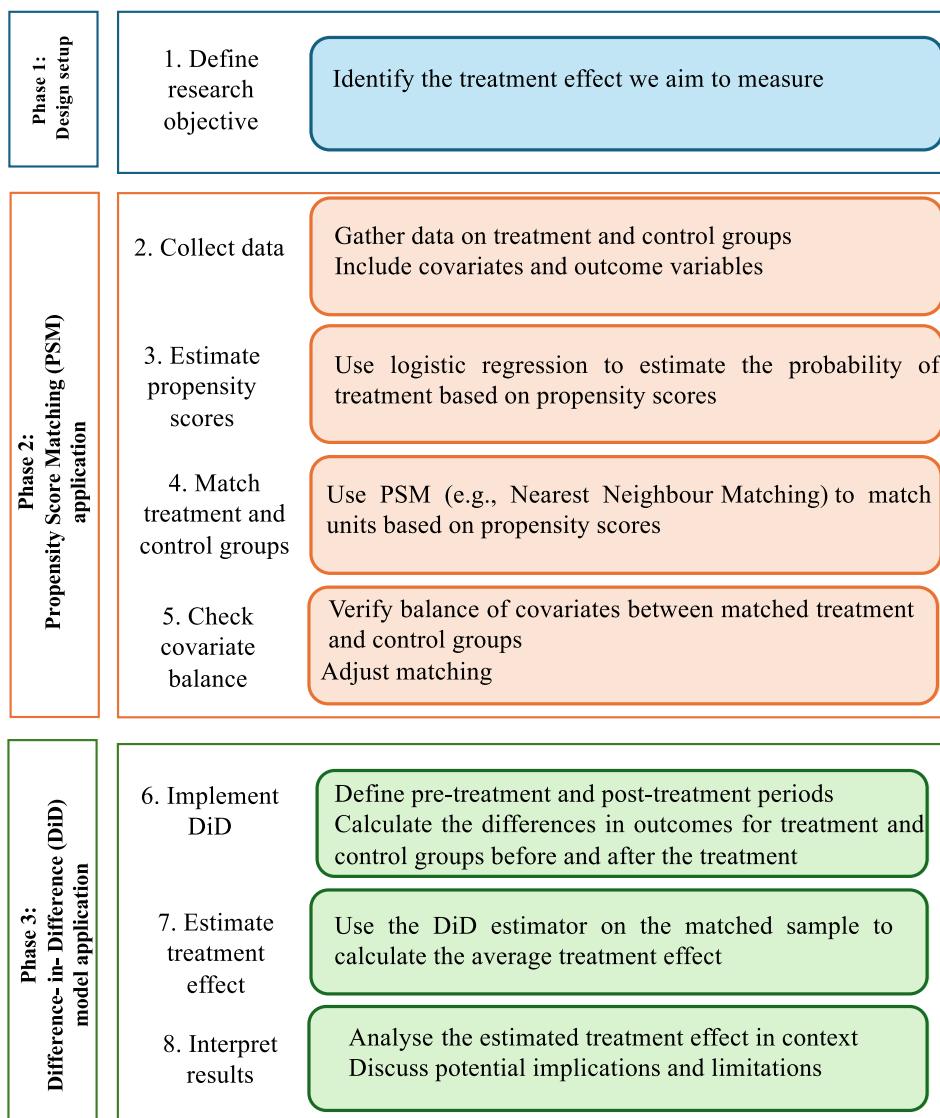 Phase 1:
Design setup
1. Define
research
objective
Identify the treatment effect we aim to measure
Phase 2:
Propensity Score Matching (PSM)
application
2. Collect data
Gather data on treatment and control groups
Include covariates and outcome variables
3. Estimate
propensity
scores
Use logistic regression to estimate the probability of
treatment based on propensity scores
4. Match
treatment and
control groups
Use PSM (e.g., Nearest Neighbour Matching) to match
units based on propensity scores
5. Check
covariate
balance
Verify balance of covariates between matched treatment
and control groups
Adjust matching
Phase 3:
Difference- in- Difference (DiD)
model application
6. Implement
DiD
Define pre-treatment and post-treatment periods
Calculate the differences in outcomes for treatment and
control groups before and after the treatment
7. Estimate
treatment
effect
Use the DiD estimator on the matched sample to
calculate the average treatment effect
8. Interpret
results
Analyse the estimated treatment effect in context
Discuss potential implications and limitations